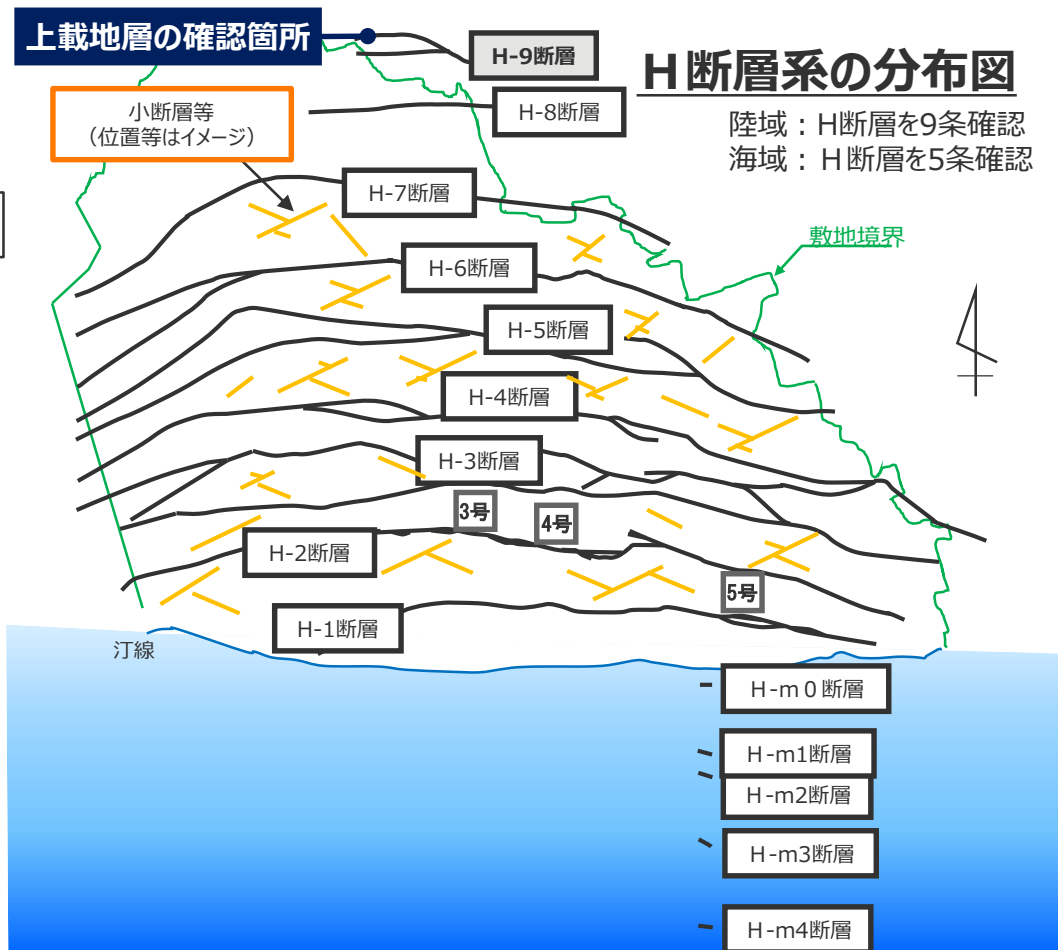 上載地層の確認箇所
H-9断層
H断層系の分布図
小断層等
（位置等はイメージ）
H-8断層
陸域：H断層を9条確認
海域：H断層を5条確認
H-7断層
敷地境界
H-6断層
H-5断層
H-4断層
H-3断層
3号
4号
H-2断層
5号
H-1断層
汀線
H-m0断層
H-m1断層
H-m2断層
H-m3断層
H-m4断層